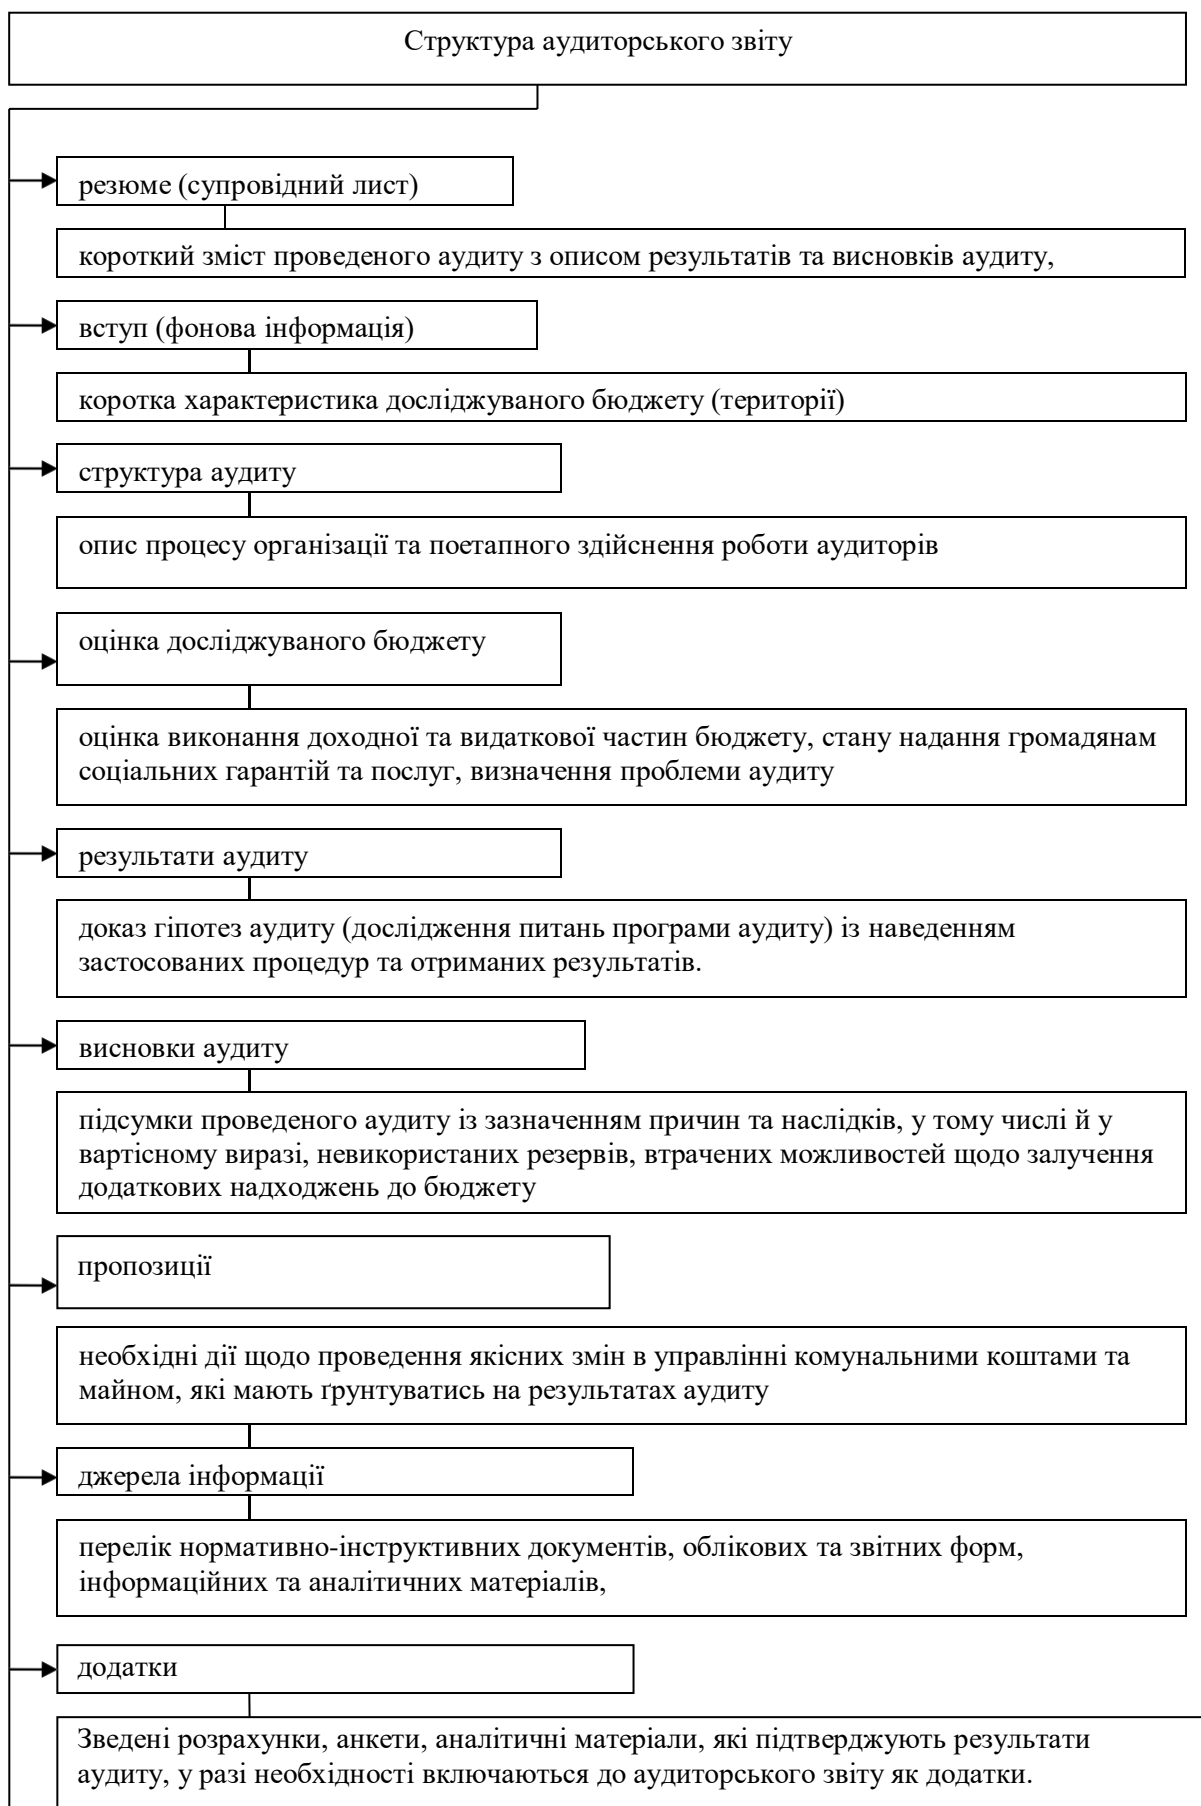 Структура аудиторського звіту
резюме (супровідний лист)
короткий зміст проведеного аудиту з описом результатів та висновків аудиту,
вступ (фонова інформація)
коротка характеристика досліджуваного бюджету (території)
структура аудиту
опис процесу організації та поетапного здійснення роботи аудиторів
оцінка досліджуваного бюджету
оцінка виконання доходної та видаткової частин бюджету, стану надання громадянам
соціальних гарантій та послуг, визначення проблеми аудиту
результати аудиту
доказ гіпотез аудиту (дослідження питань програми аудиту) із наведенням
застосованих процедур та отриманих результатів.
висновки аудиту
підсумки проведеного аудиту із зазначенням причин та наслідків, у тому числі й у
вартісному виразі, невикористаних резервів, втрачених можливостей щодо залучення
додаткових надходжень до бюджету
пропозиції
необхідні дії щодо проведення якісних змін в управлінні комунальними коштами та
майном, які мають ґрунтуватись на результатах аудиту
джерела інформації
перелік нормативно-інструктивних документів, облікових та звітних форм,
інформаційних та аналітичних матеріалів,
додатки
Зведені розрахунки, анкети, аналітичні матеріали, які підтверджують результати
аудиту, у разі необхідності включаються до аудиторського звіту як додатки.